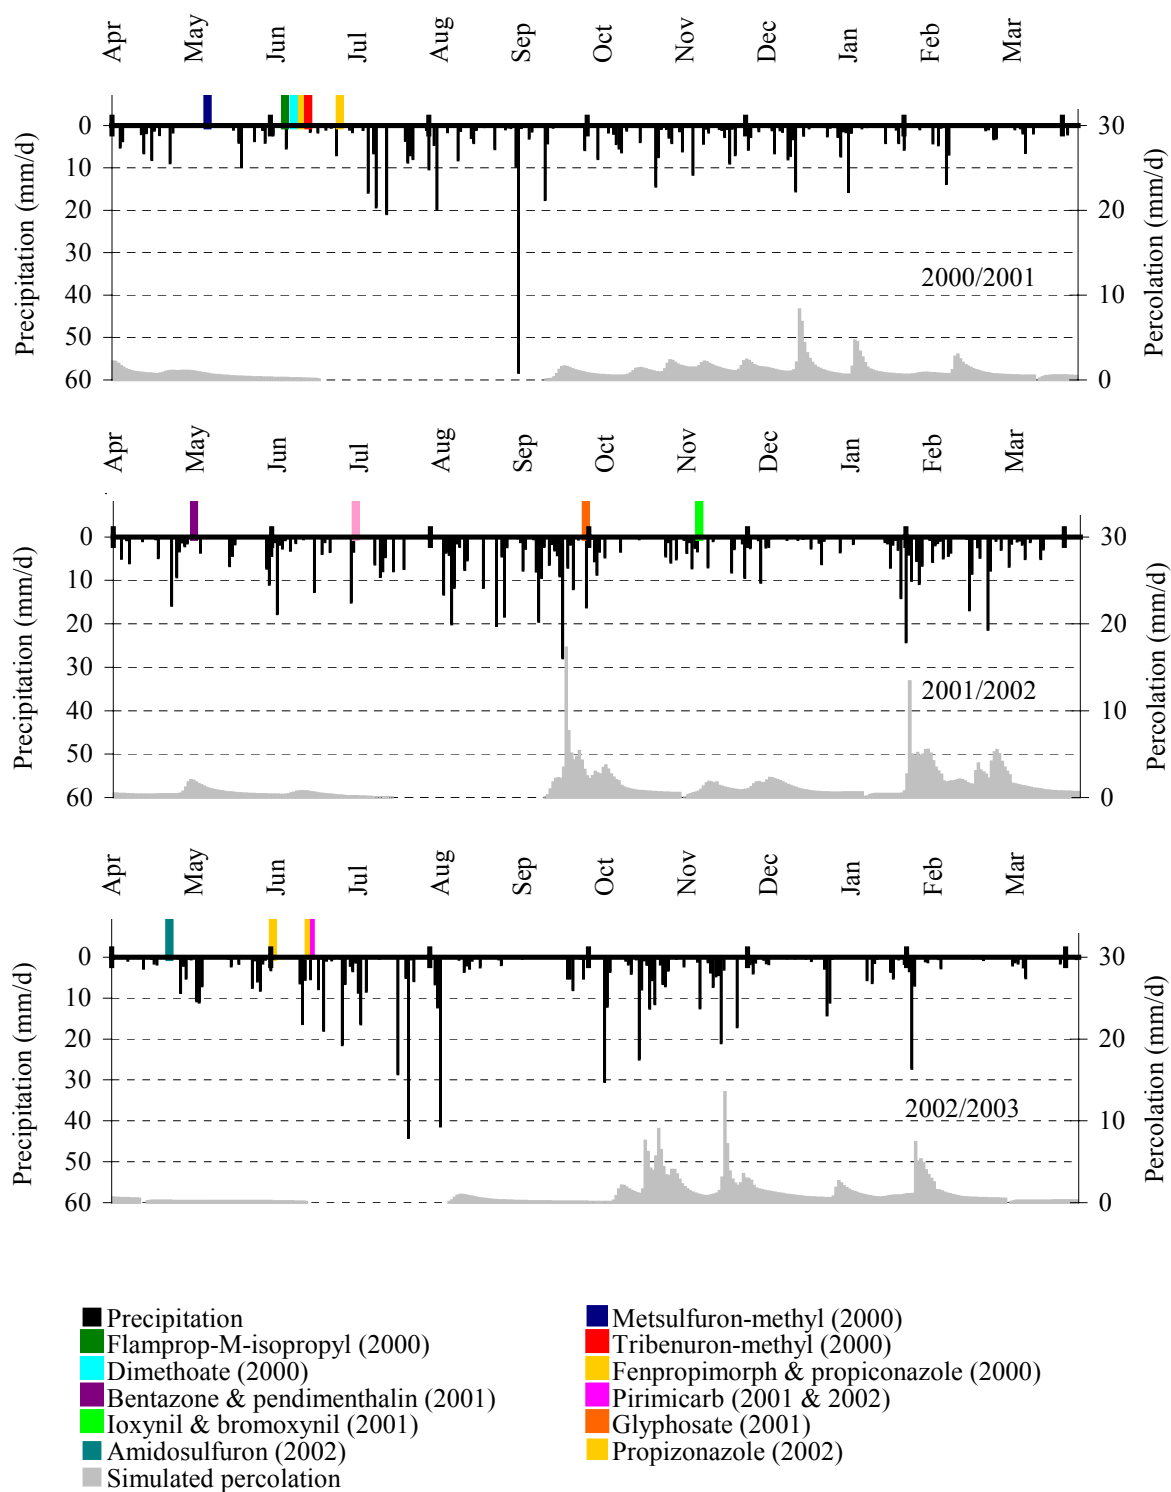 Apr May Jun Jul Aug Sep Oct Nov Dec Jan Feb Mar
Precipitation (mm/d)
0 30
10
20 20
30
2000/2001
40 10
50
60 0
Percolation (mm/d)
Apr May Jun Jul Aug Sep Oct Nov Dec Jan Feb Mar
Precipitation (mm/d)
0 30
10
20 20
30
2001/2002
40 10
50
60 0
Percolation (mm/d)
Apr May Jun Jul Aug Sep Oct Nov Dec Jan Feb Mar
Precipitation (mm/d)
0 30
10
20 20
30
2002/2003
40 10
50
60 0
Percolation (mm/d)
Precipitation
Flamprop-M-isopropyl (2000)
Dimethoate (2000)
Bentazone & pendimenthalin (2001)
Ioxynil & bromoxynil (2001)
Amidosulfuron (2002)
Simulated percolation
Metsulfuron-methyl (2000)
Tribenuron-methyl (2000)
Fenpropimorph & propiconazole (2000)
Pirimicarb (2001 & 2002)
Glyphosate (2001)
Propizonazole (2002)